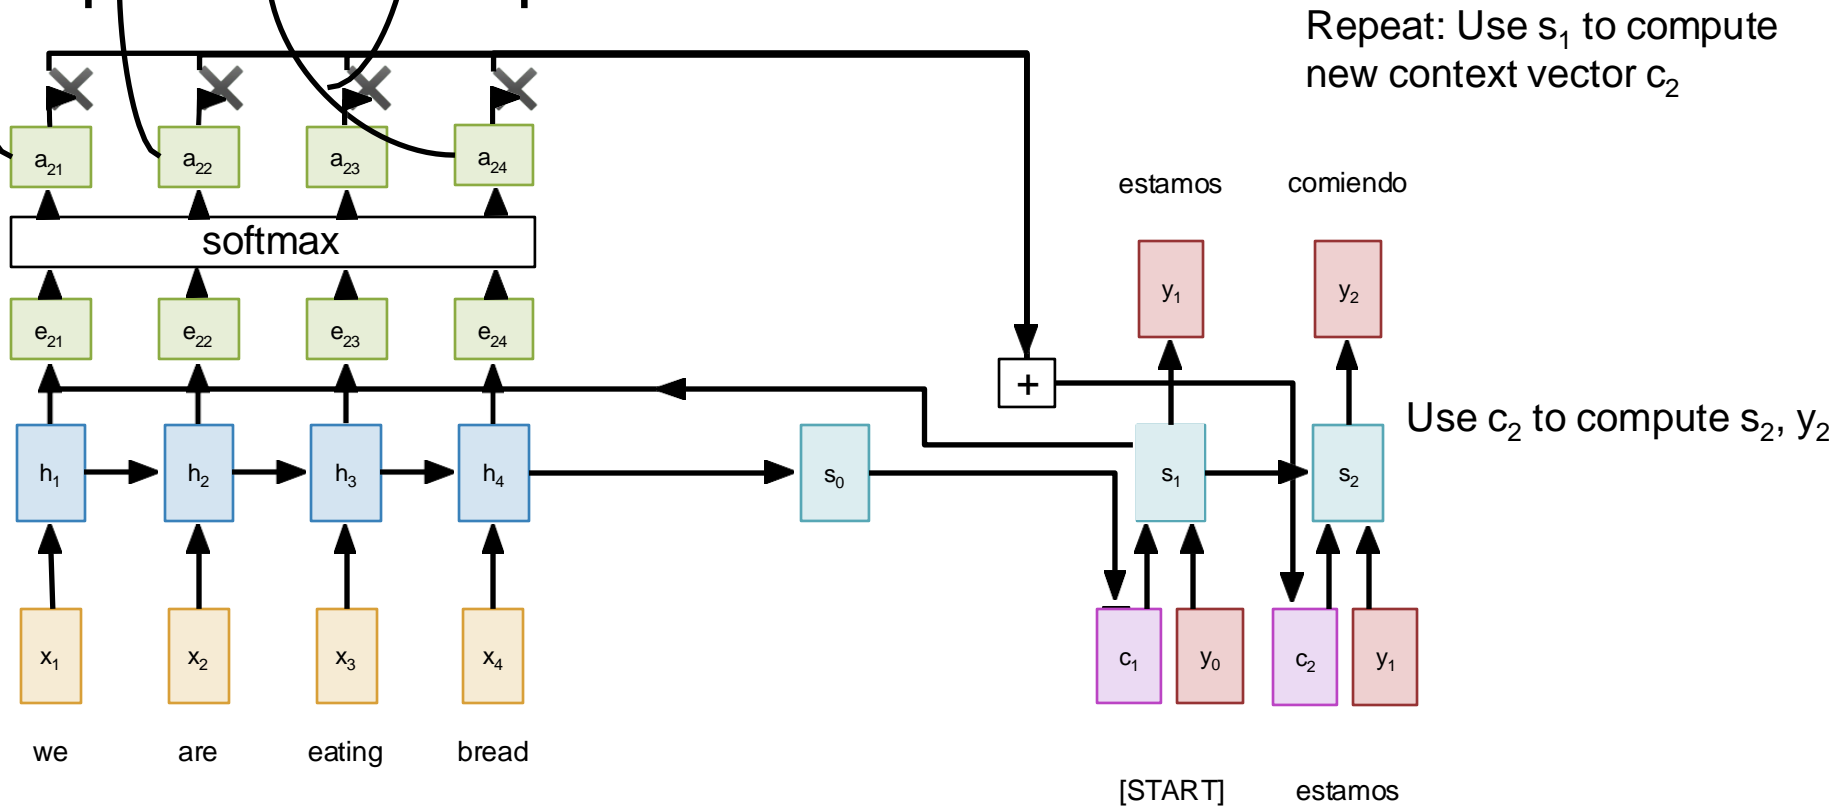 Repeat: Use s₁ to compute
new context vector c₂
a₂₁ a₂₂ a₂₃ a₂₄
estamos comiendo
softmax
y₁ y₂
e₂₁ e₂₂ e₂₃ e₂₄
+
Use c₂ to compute s₂, y₂
h₁ h₂ h₃ h₄ s₀ s₁ s₂
x₁ x₂ x₃ x₄ c₁ y₀ c₂ y₁
we are eating bread
[START] estamos